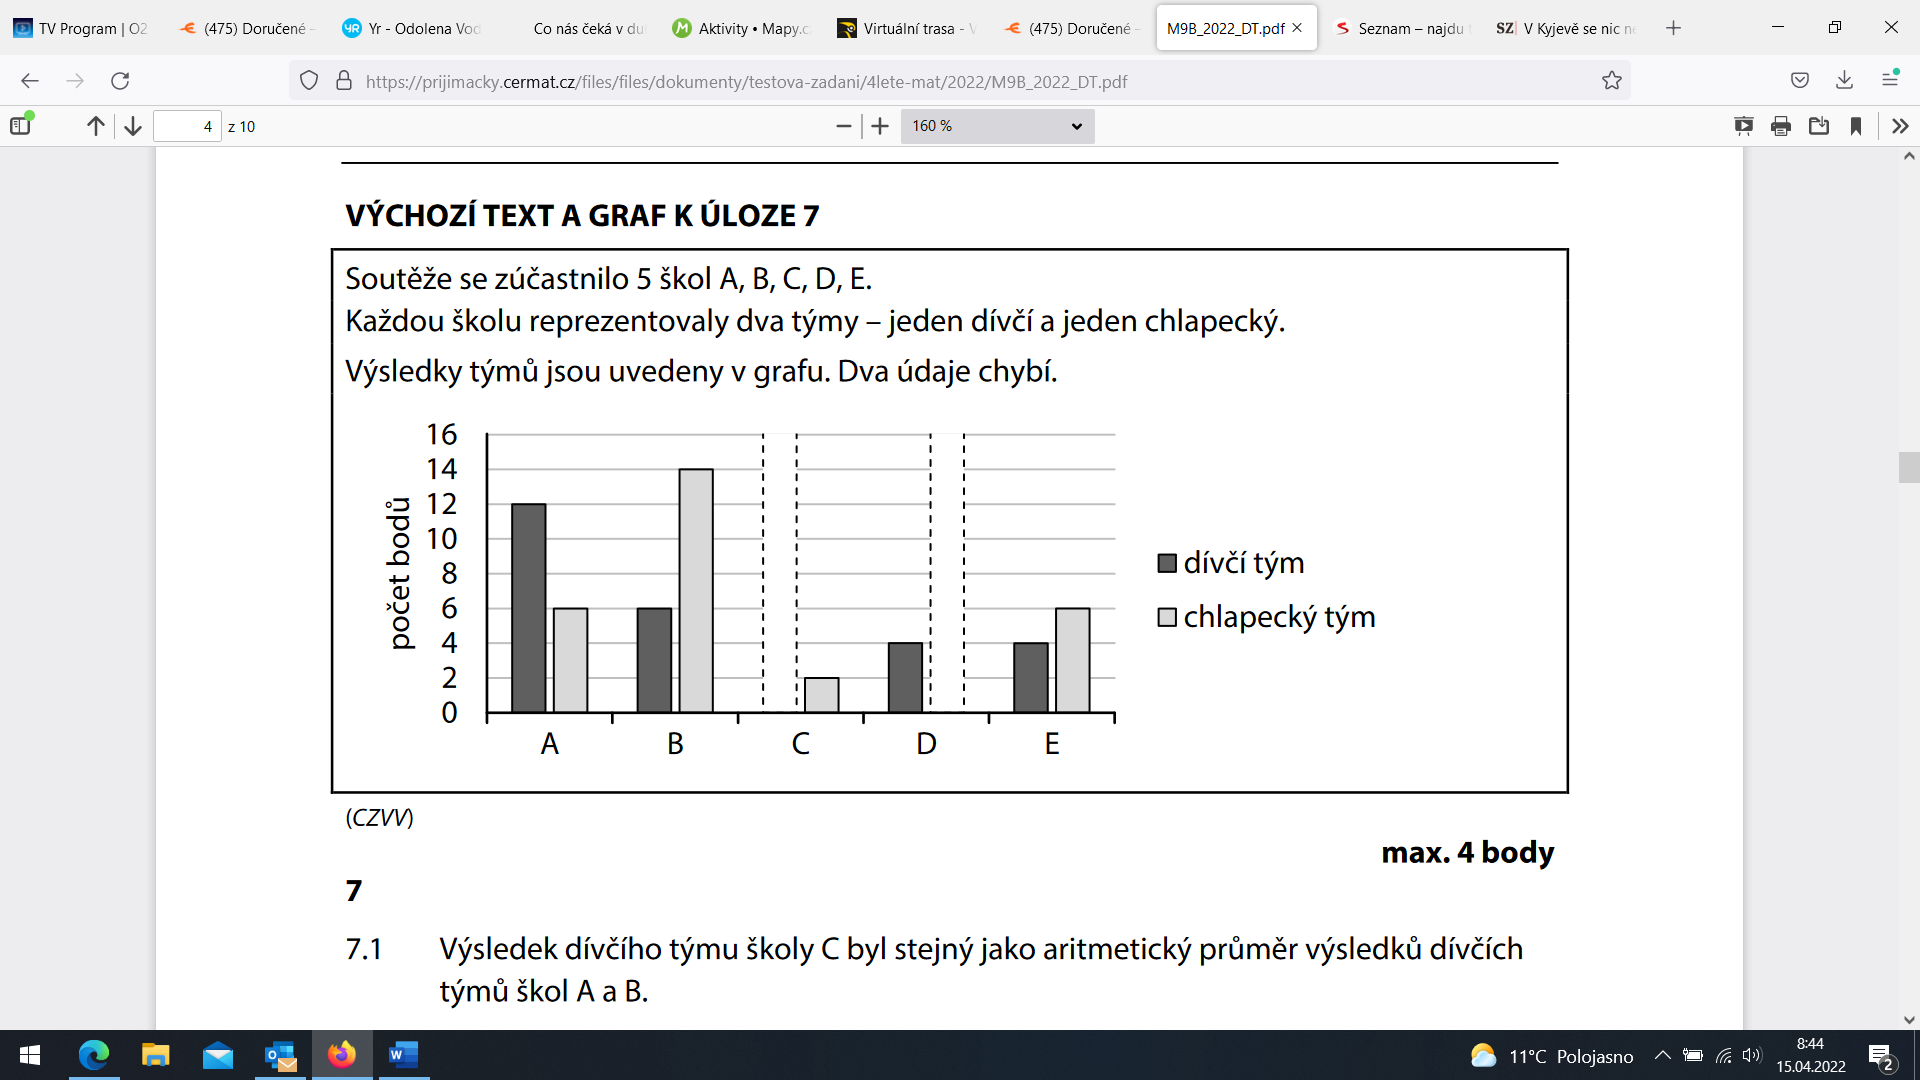 TV Program | O2
(475) Doručené –
Yr - Odolena Vod
Co nás čeká v du
Aktivity • Mapy.c
Virtuální trasa - V
(475) Doručené –
M9B_2022_DT.pdf
Seznam – najdu t
V Kyjevě se nic ne
https://prijimacky.cermat.cz/files/files/dokumenty/testova-zadani/4lete-mat/2022/M9B_2022_DT.pdf
4 z 10
160 %
VÝCHOZÍ TEXT A GRAF K ÚLOZE 7
Soutěže se zúčastnilo 5 škol A, B, C, D, E.
Každou školu reprezentovaly dva týmy – jeden dívčí a jeden chlapecký.
Výsledky týmů jsou uvedeny v grafu. Dva údaje chybí.
počet bodů
16
14
12
10
8
6
4
2
0
A B C D E
dívčí tým
chlapecký tým
(CZVV)
max. 4 body
7
7.1 Výsledek dívčího týmu školy C byl stejný jako aritmetický průměr výsledků dívčích
týmů škol A a B.
11°C Polojasno
8:44
15.04.2022
2